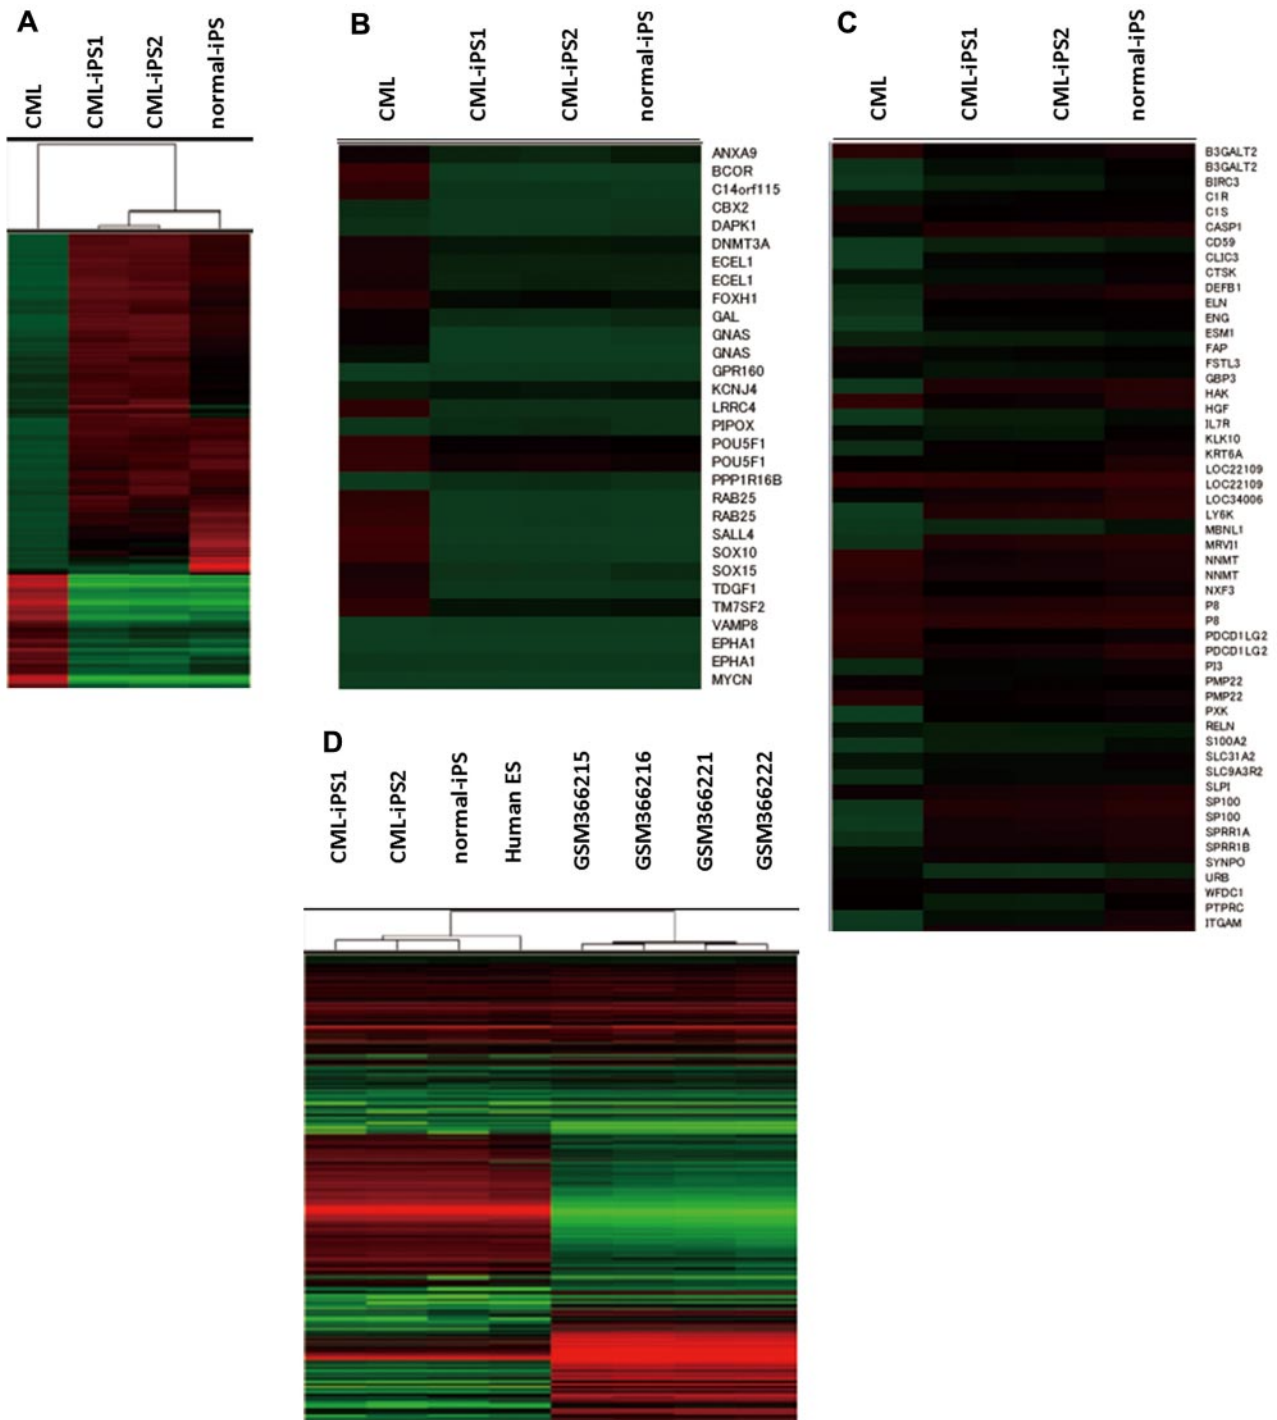 A
CML
CML-iPS1
CML-iPS2
normal-iPS
B
CML
CML-iPS1
CML-iPS2
normal-iPS
ANXA9
BCOR
C14orf115
CBX2
DAPK1
DNMT3A
ECEL1
ECEL1
FOXH1
GAL
GNAS
GNAS
GPR160
KCNJ4
LRRC4
PIPOX
POU5F1
POU5F1
PPP1R16B
RAB25
RAB25
SALL4
SOX10
SOX15
TDGF1
TM7SF2
VAMP8
EPHA1
EPHA1
MYCN
C
CML
CML-iPS1
CML-iPS2
normal-iPS
B3GALT2
B3GALT2
BIRC3
C1R
C1S
CASP1
CD59
CLIC3
CTSK
DEFB1
ELN
ENG
ESM1
FAP
FSTL3
GBP3
HAK
HGF
IL7R
KLK10
KRT6A
LOC22109
LOC22109
LOC34006
LY6K
MBNL1
MRVI1
NNMT
NNMT
NXF3
P8
P8
PDCD1LG2
PDCD1LG2
PI3
PMP22
PMP22
PXK
RELN
S100A2
SLC31A2
SLC9A3R2
SLPI
SP100
SP100
SPRR1A
SPRR1B
SYNPO
URB
WFDC1
PTPRC
ITGAM
D
CML-iPS1
CML-iPS2
normal-iPS
Human ES
GSM366215
GSM366216
GSM366221
GSM366222